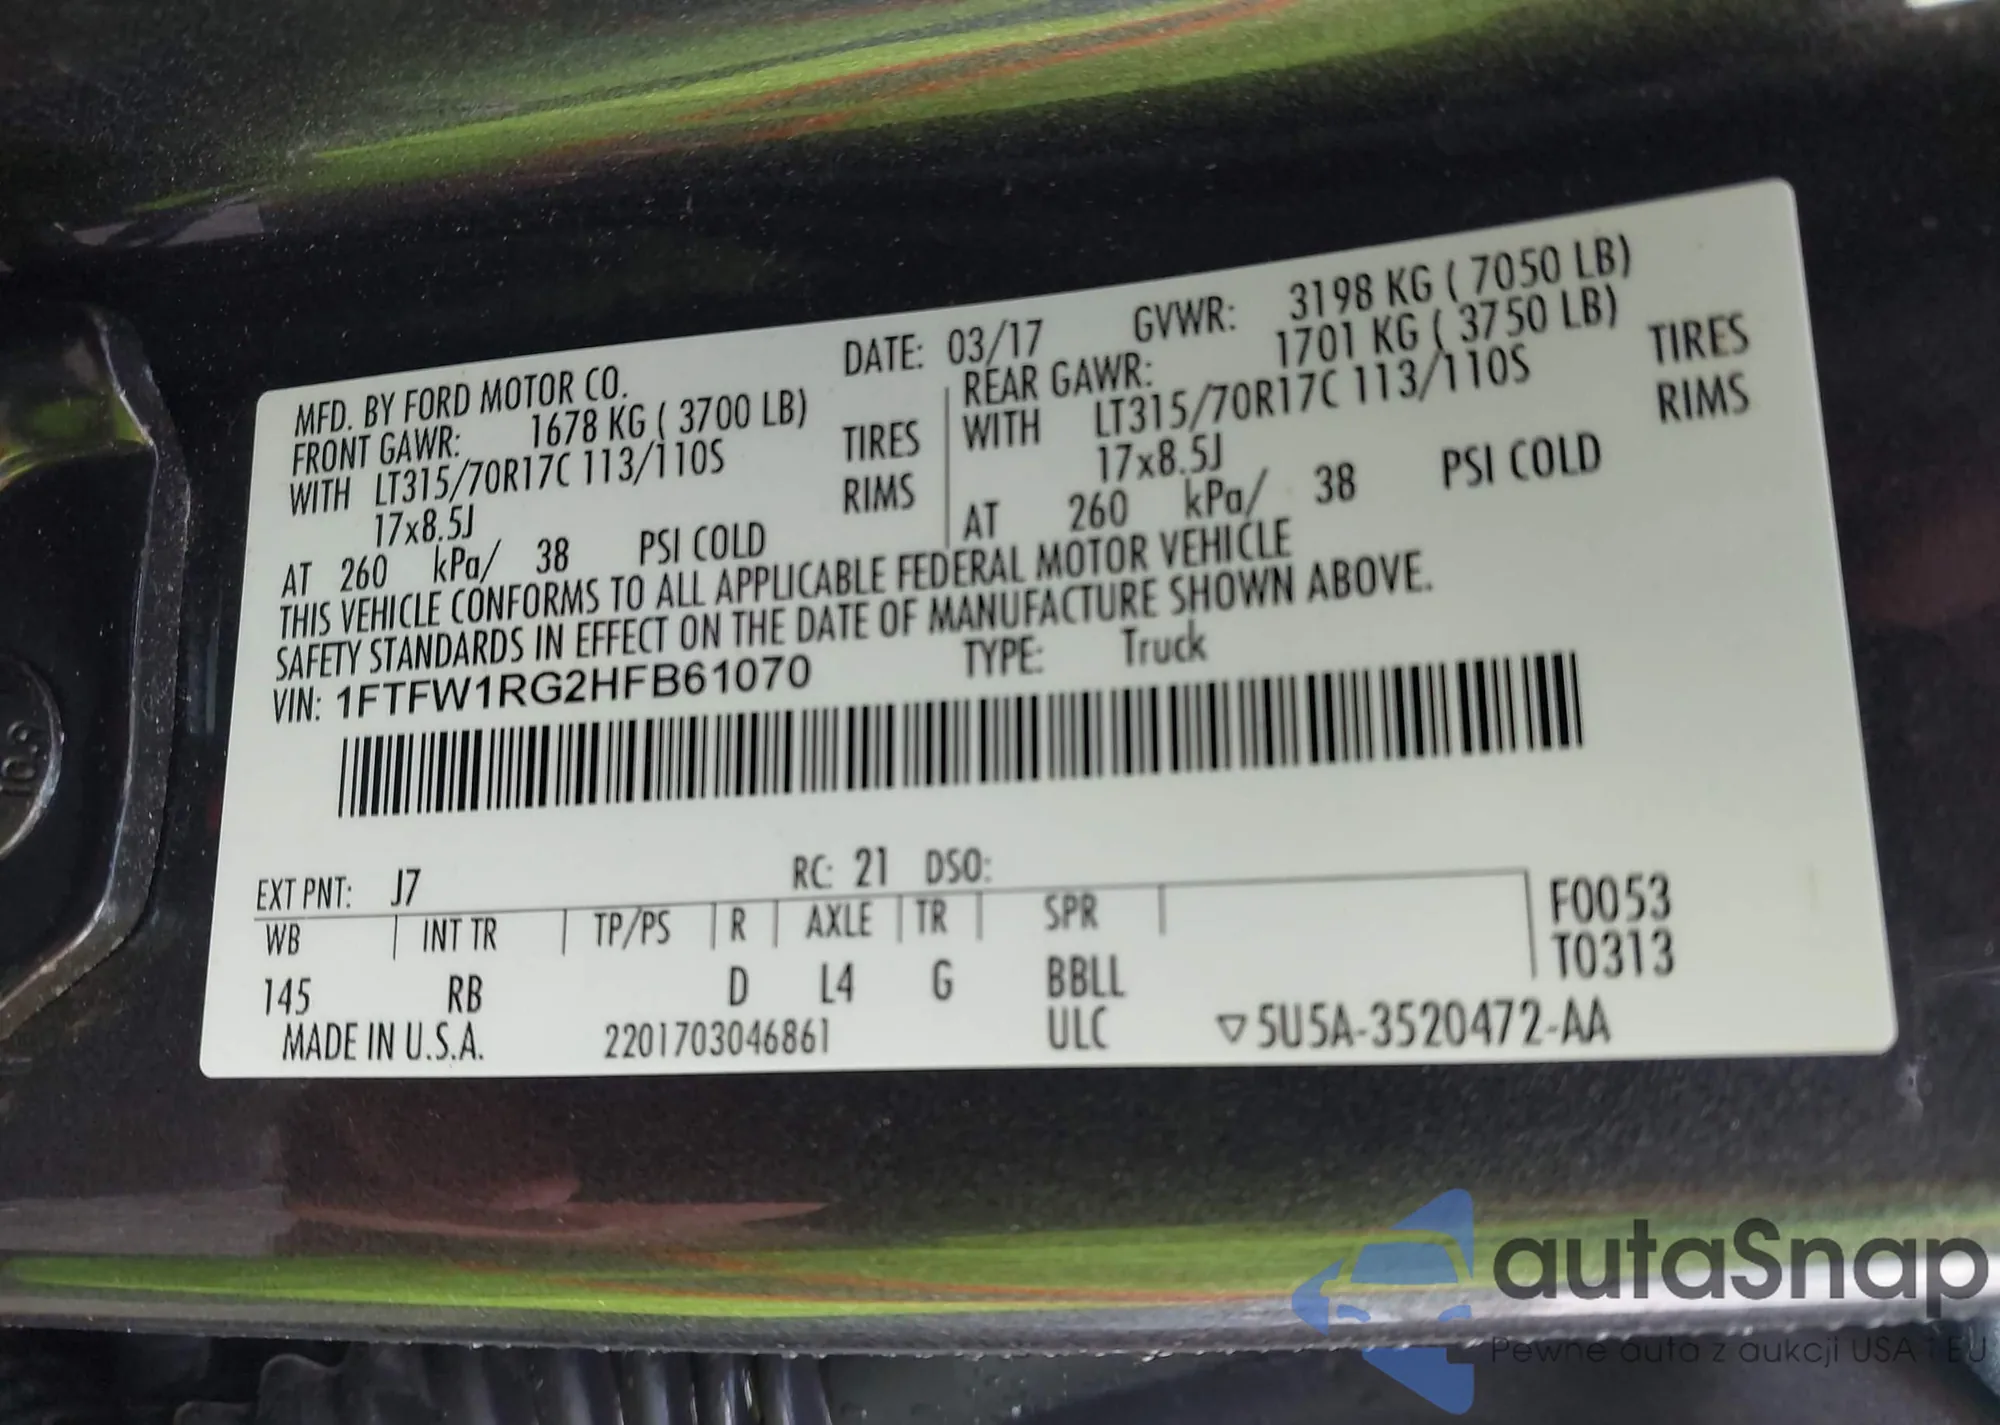 MFD. BY FORD MOTOR CO. DATE: 03/17 GVWR: 3198 KG ( 7050 LB)
FRONT GAWR: 1678 KG ( 3700 LB) REAR GAWR: 1701 KG ( 3750 LB)
WITH LT315/70R17C 113/110S TIRES WITH LT315/70R17C 113/110S TIRES
17x8.5J RIMS 17x8.5J RIMS
AT 260 kPa/ 38 PSI COLD AT 260 kPa/ 38 PSI COLD
THIS VEHICLE CONFORMS TO ALL APPLICABLE FEDERAL MOTOR VEHICLE
SAFETY STANDARDS IN EFFECT ON THE DATE OF MANUFACTURE SHOWN ABOVE.
VIN: 1FTFW1RG2HFB61070 TYPE: Truck
EXT PNT: J7 RC: 21 DSO:
WB INT TR TP/PS R AXLE TR SPR F0053
145 RB D L4 G BBLL T0313
MADE IN U.S.A. 2201703046861 ULC ▽5U5A-3520472-AA
autaSnap
Pewne auta z aukcji USA i EU